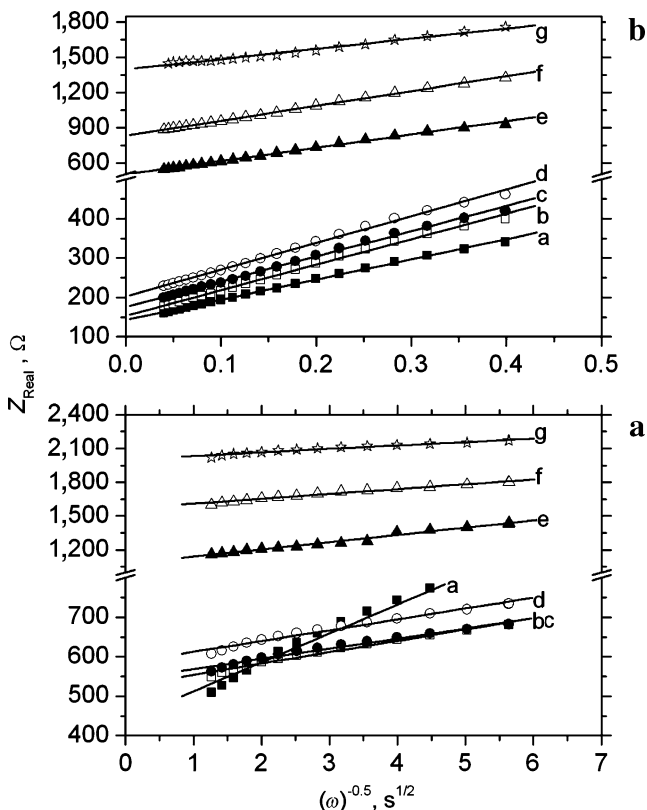 b
1,800
1,500
1,200
900
600
400
300
200
100
0.0 0.1 0.2 0.3 0.4 0.5
g
f
e
d
c
b
a
Z_Real , Ω
a
2,400
2,100
1,800
1,500
1,200
700
600
500
400
0 1 2 3 4 5 6 7
g
f
e
a
d
bc
(ω)^-0.5, s^1/2